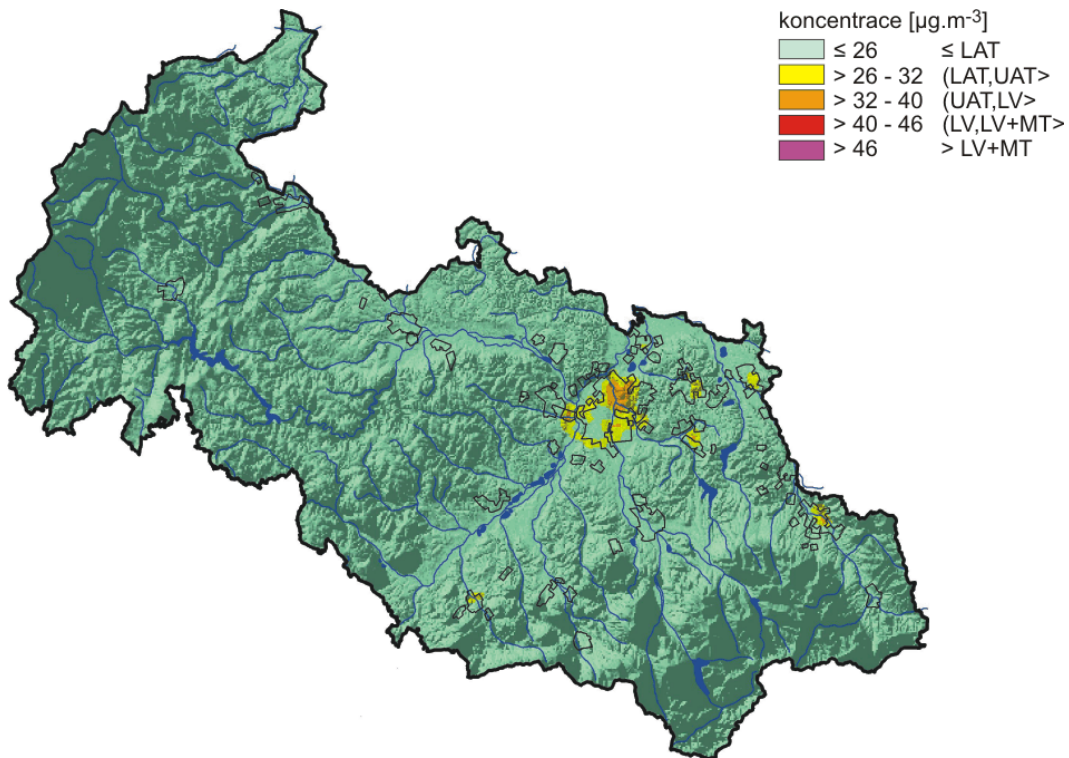 koncentrace [µg.m-3]
≤ 26 ≤ LAT
> 26 - 32 (LAT,UAT>
> 32 - 40 (UAT,LV>
> 40 - 46 (LV,LV+MT>
> 46 > LV+MT